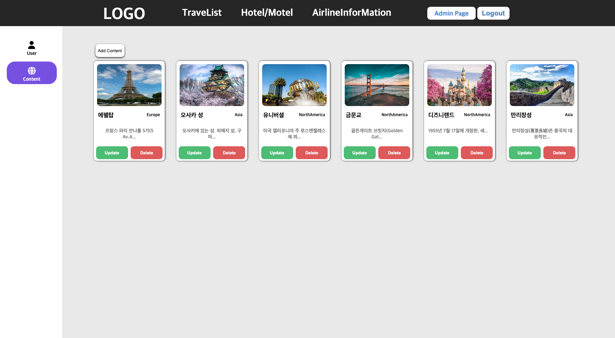 LOGO
TraveList
Hotel/Motel
AirlineInforMation
Admin Page
Logout
User
Content
Add Content
에펠탑
Europe
프랑스 파리 썬나틀 5가(5
Av.A...
Update
Delete
오사카 성
Asia
오사카에 있는 성. 히메지 성, 구
마...
Update
Delete
유니버셜
NorthAmerica
미국 캘리포니아 주 로스앤젤레스
에 위...
Update
Delete
금문교
NorthAmerica
골든게이트 브릿지(Golden
Gat...
Update
Delete
디즈니랜드
NorthAmerica
1955년 7월 17일에 개장한, 세...
Update
Delete
만리장성
Asia
만리장성(萬里長城)은 중국의 대
표적인...
Update
Delete